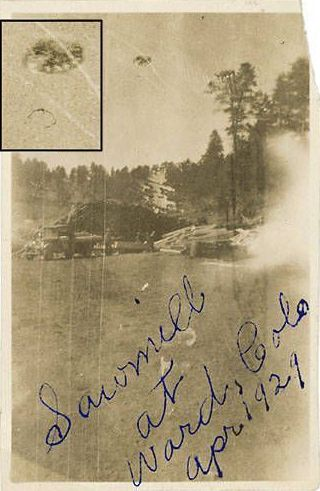 Sawmill
at
Ward, Colo
apr 1929